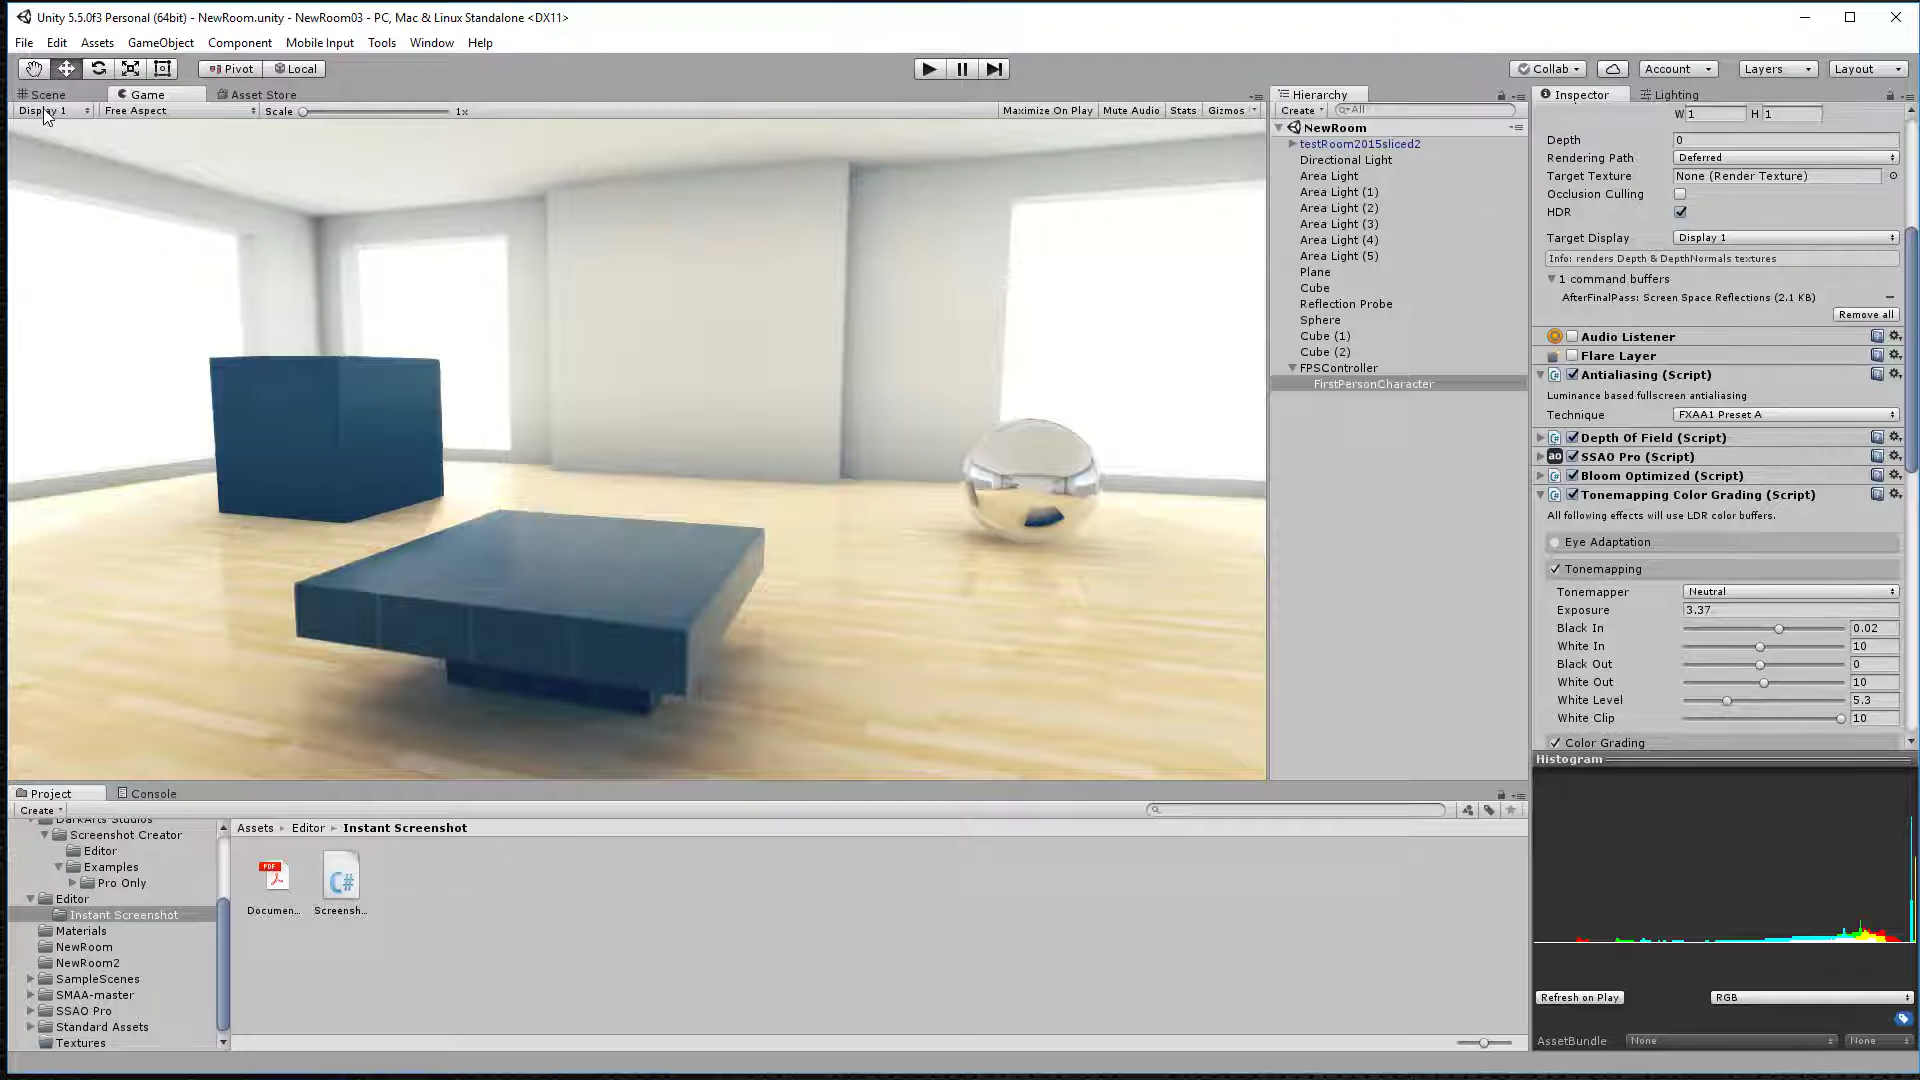 Unity 5.5.0f3 Personal (64bit) - NewRoom.unity - NewRoom03 - PC, Mac & Linux Standalone <DX11>
File Edit Assets GameObject Component Mobile Input Tools Window Help
Pivot Local Collab Account Layers Layout
Scene Game Asset Store
Display 1 Free Aspect Scale 1x Maximize On Play Mute Audio Stats Gizmos
Hierarchy
Create All
NewRoom
testRoom2015sliced2
Directional Light
Area Light
Area Light (1)
Area Light (2)
Area Light (3)
Area Light (4)
Area Light (5)
Plane
Cube
Reflection Probe
Sphere
Cube (1)
Cube (2)
FPSController
FirstPersonCharacter
Inspector Lighting
W 1 H 1
Depth 0
Rendering Path Deferred
Target Texture None (Render Texture)
Occlusion Culling
HDR
Target Display Display 1
Info: renders Depth & DepthNormals textures
1 command buffers
AfterFinalPass: Screen Space Reflections (2.1 KB)
Remove all
Audio Listener
Flare Layer
Antialiasing (Script)
Luminance based fullscreen antialiasing
Technique FXAA1 Preset A
Depth Of Field (Script)
ao SSAO Pro (Script)
Bloom Optimized (Script)
Tonemapping Color Grading (Script)
All following effects will use LDR color buffers.
Eye Adaptation
Tonemapping
Tonemapper Neutral
Exposure 3.37
Black In 0.02
White In 10
Black Out 0
White Out 10
White Level 5.3
White Clip 10
Color Grading
Histogram
Refresh on Play RGB
AssetBundle None None
Project Console
Create
DarkArts Studios
Screenshot Creator
Editor
Examples
Pro Only
Editor
Instant Screenshot
Materials
NewRoom
NewRoom2
SampleScenes
SMAA-master
SSAO Pro
Standard Assets
Textures
Assets Editor Instant Screenshot
PDF C#
Documen... Screensh...